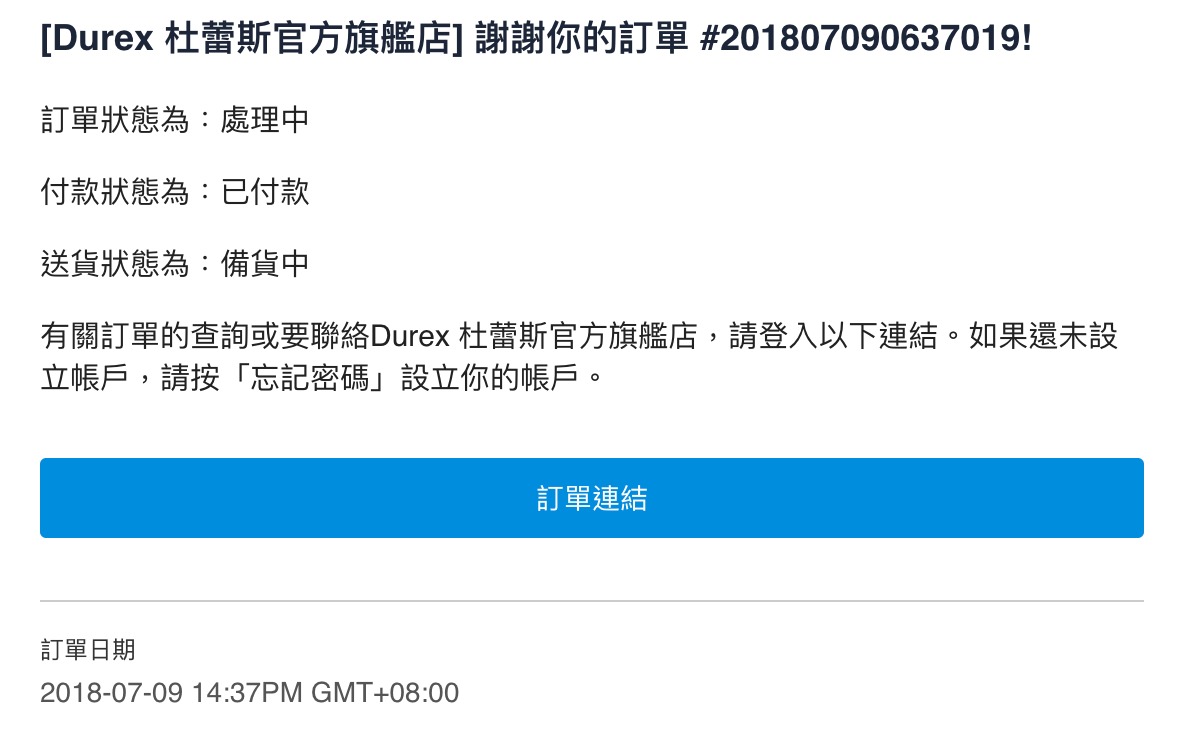 [Durex 杜蕾斯官方旗艦店] 謝謝你的訂單 #201807090637019!
訂單狀態為：處理中
付款狀態為：已付款
送貨狀態為：備貨中
有關訂單的查詢或要聯絡Durex 杜蕾斯官方旗艦店，請登入以下連結。如果還未設
立帳戶，請按「忘記密碼」設立你的帳戶。
訂單連結
訂單日期
2018-07-09 14:37PM GMT+08:00